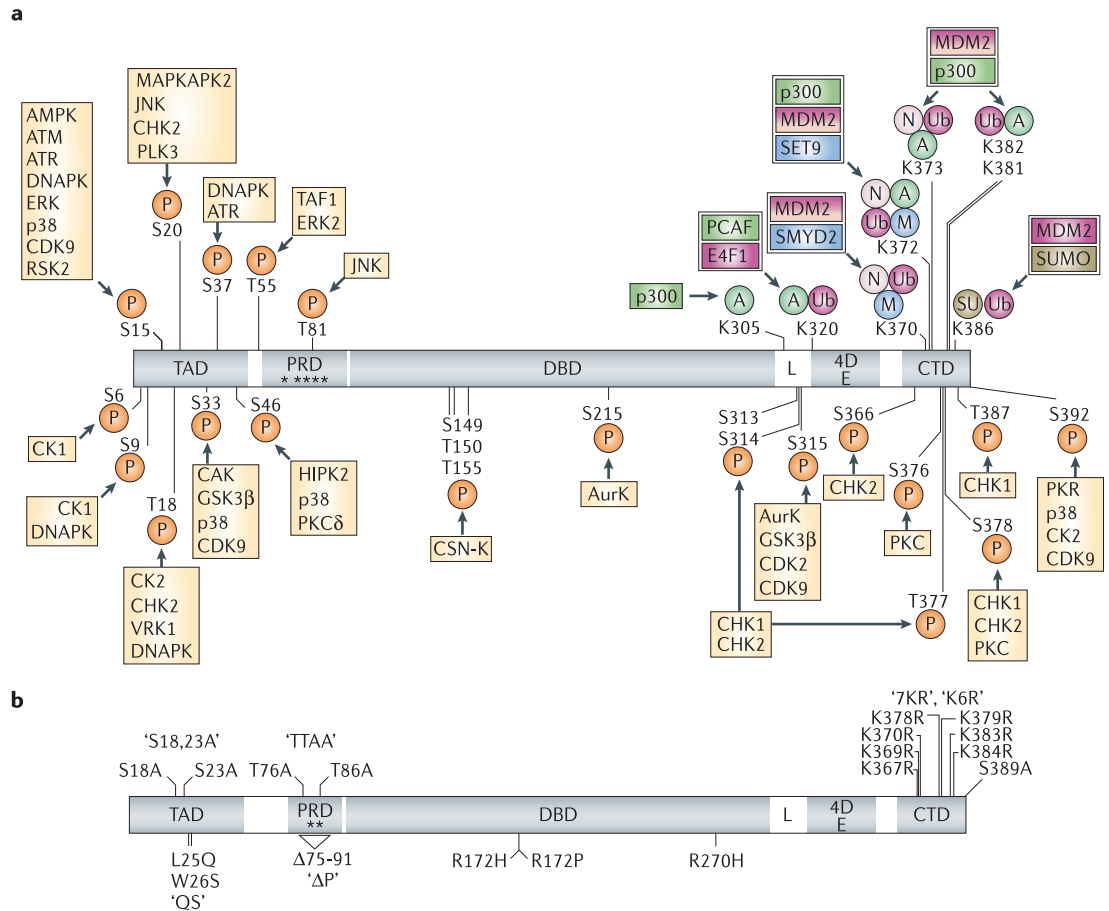 a
MAPKAPK2
JNK
CHK2
PLK3
AMPK
ATM
ATR
DNAPK
ERK
p38
CDK9
RSK2
P
S15
P
S20
DNAPK
ATR
P
S37
TAF1
ERK2
P
T55
JNK
P
T81
p300
A
K305
PCAF
E4F1
A Ub
K320
MDM2
SMYD2
N Ub
M
K370
p300
MDM2
SET9
N A
Ub M
K372
MDM2
p300
N Ub
A
K373
Ub A
K382
K381
MDM2
SUMO
SU Ub
K386
TAD
PRD
* ****
DBD
L
4D
E
CTD
S6
P
CK1
S9
P
CK1
DNAPK
T18
P
CK2
CHK2
VRK1
DNAPK
S33
P
CAK
GSK3β
p38
CDK9
S46
P
HIPK2
p38
PKCδ
S149
T150
T155
P
CSN-K
S215
P
AurK
S313
S314
P
CHK1
CHK2
S315
P
AurK
GSK3β
CDK2
CDK9
S366
P
CHK2
S376
P
PKC
T377
P
S378
P
CHK1
CHK2
PKC
T387
P
CHK1
S392
P
PKR
p38
CK2
CDK9
b
‘S18,23A’
S18A S23A
‘TTAA’
T76A T86A
‘7KR’, ‘K6R’
K378R K379R
K370R K383R
K369R K384R
K367R S389A
TAD
PRD
**
DBD
L
4D
E
CTD
L25Q
W26S
‘QS’
Δ75-91
‘ΔP’
R172H R172P
R270H